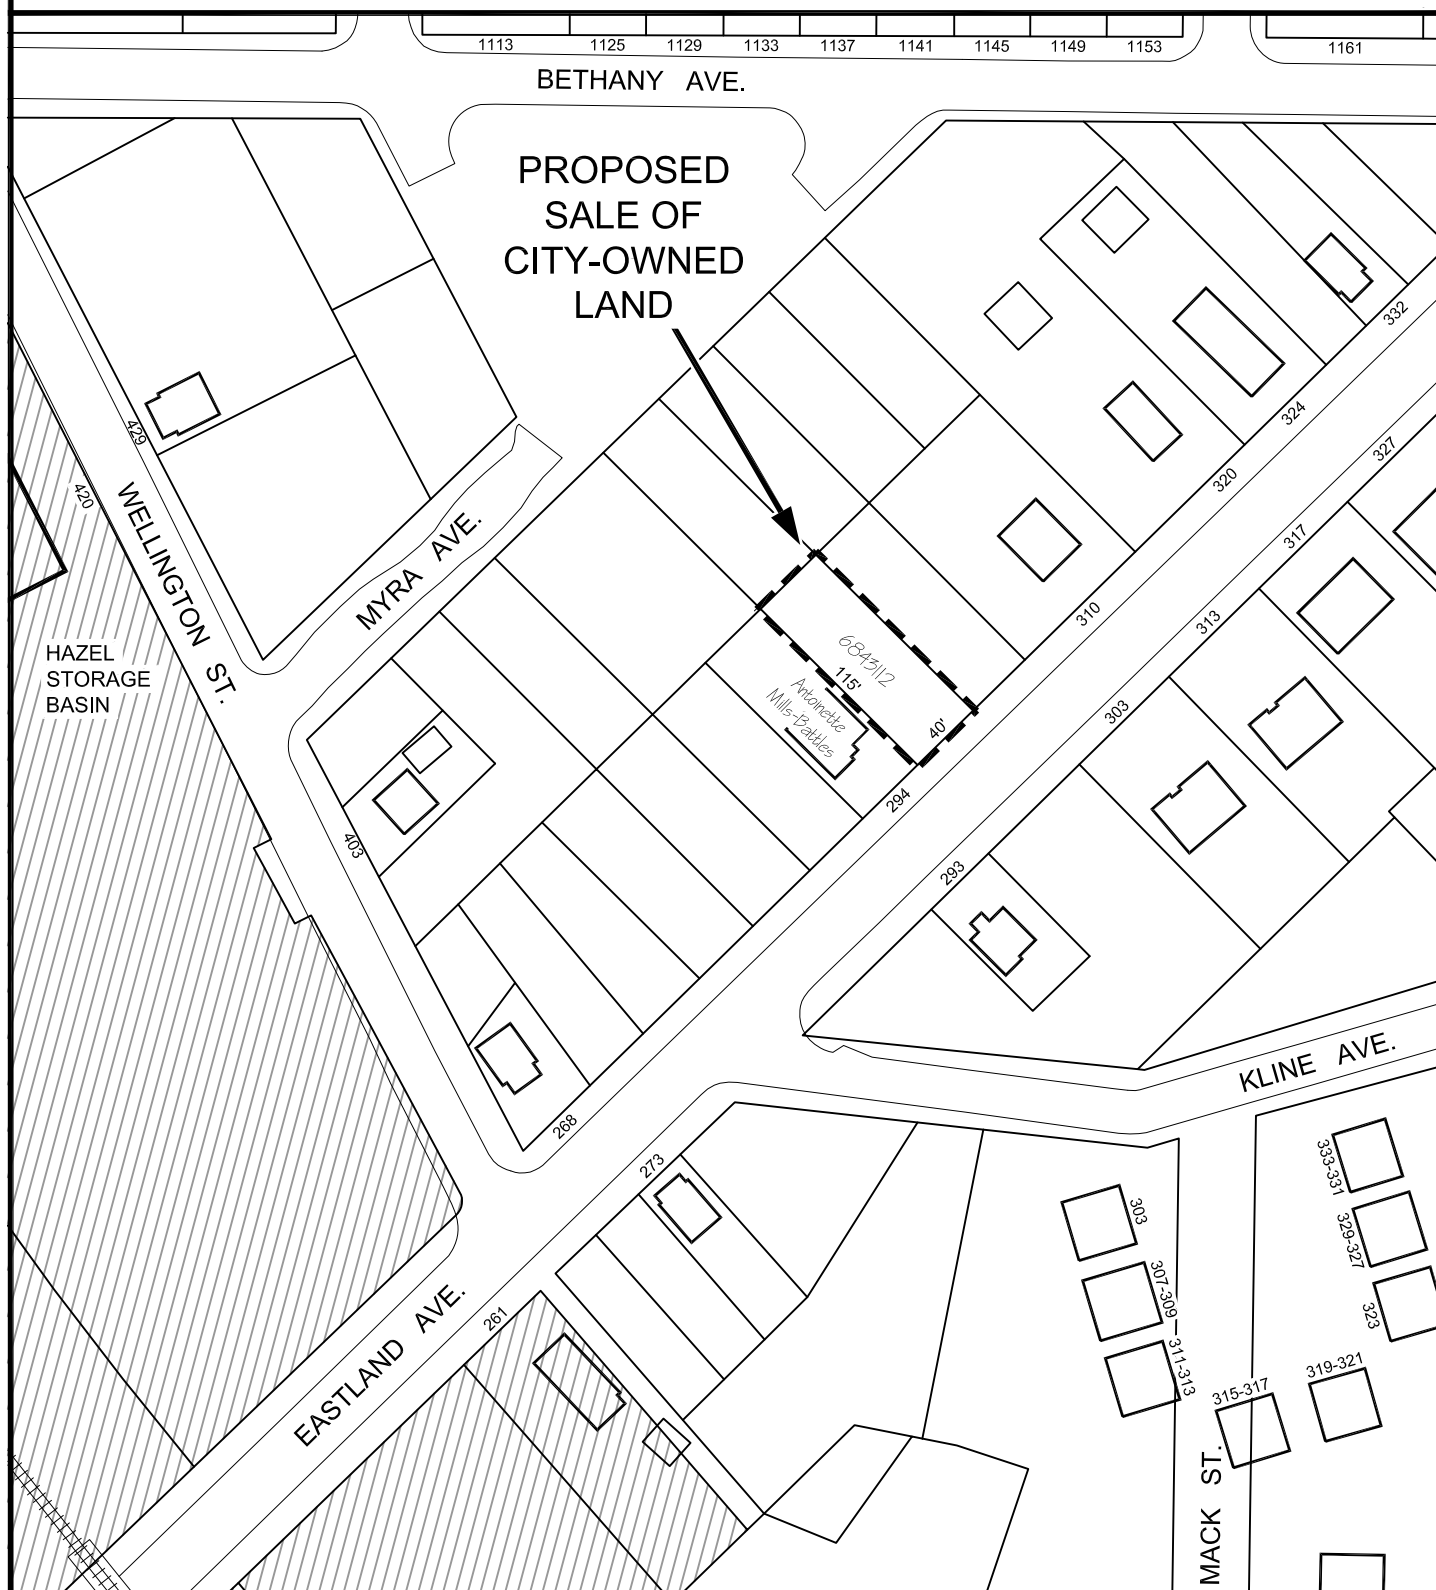 1113
1125
1129
1133
1137
1141
1145
1149
1153
1161
BETHANY AVE.
PROPOSED
SALE OF
CITY-OWNED
LAND
332
324
327
320
317
429
420
WELLINGTON ST.
MYRA AVE.
310
313
HAZEL
STORAGE
BASIN
6843112
115'
Antoinette
Mills-Battles
40'
303
294
403
293
268
273
KLINE AVE.
333-331
329-327
323
303
307-309
311-313
319-321
315-317
261
EASTLAND AVE.
MACK ST.